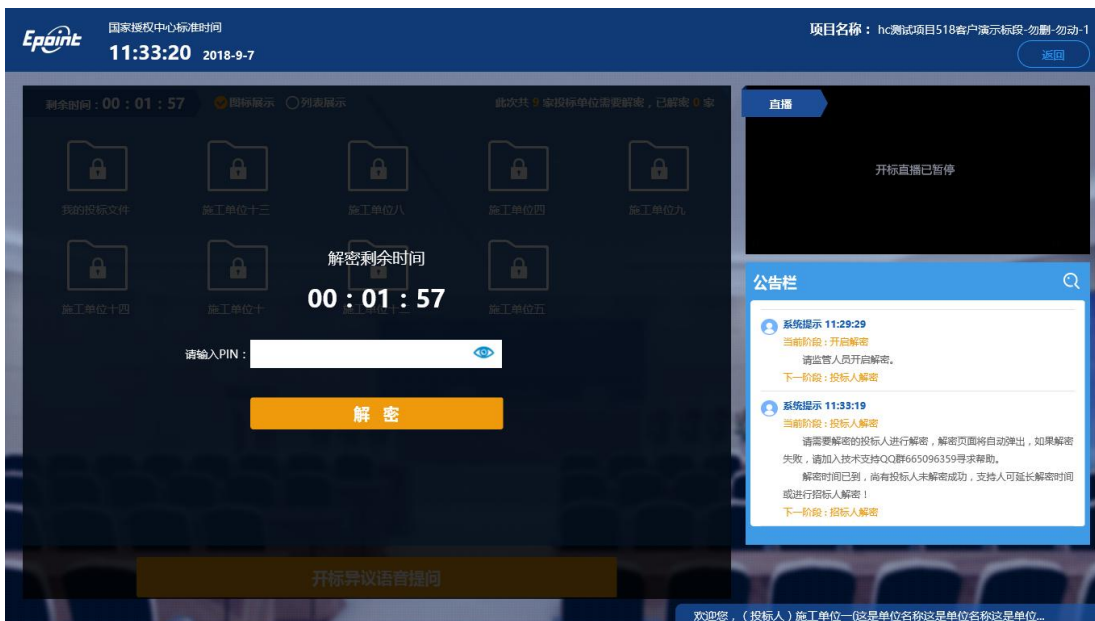 Epoint
国家授权中心标准时间
11:33:20 2018-9-7
项目名称： hc测试项目518客户演示标段-勿删-勿动-1
返回
剩余时间：00：01：57
图标展示
列表展示
此次共 9 家投标单位需要解密，已解密 0 家
我的投标文件
施工单位十三
施工单位八
施工单位四
施工单位九
施工单位十四
施工单位十
施工单位十二
施工单位五
解密剩余时间
00：01：57
请输入PIN：
解 密
开标异议语音提问
直播
开标直播已暂停
公告栏
系统提示 11:29:29
当前阶段：开启解密
请监管人员开启解密。
下一阶段：投标人解密
系统提示 11:33:19
当前阶段：投标人解密
请需要解密的投标人进行解密，解密页面将自动弹出，如果解密
失败，请加入技术支持QQ群665096359寻求帮助。
解密时间已到，尚有投标人未解密成功，支持人可延长解密时间
或进行招标人解密！
下一阶段：招标人解密
欢迎您，（投标人）施工单位一(这是单位名称这是单位名称这是单位...